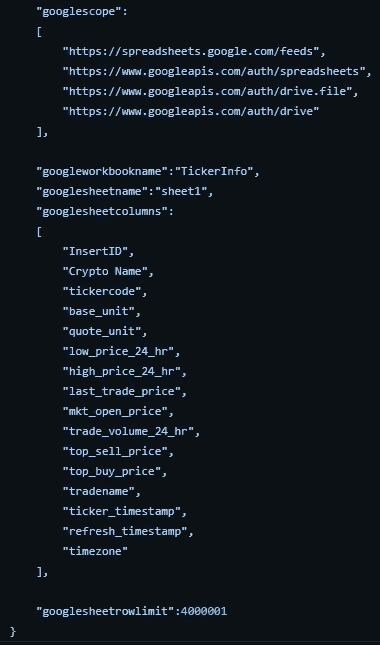 "googlescope":
[
"https://spreadsheets.google.com/feeds",
"https://www.googleapis.com/auth/spreadsheets",
"https://www.googleapis.com/auth/drive.file",
"https://www.googleapis.com/auth/drive"
],
"googleworkbookname":"TickerInfo",
"googlesheetname":"sheet1",
"googlesheetcolumns":
[
"InsertID",
"Crypto Name",
"tickercode",
"base_unit",
"quote_unit",
"low_price_24_hr",
"high_price_24_hr",
"last_trade_price",
"mkt_open_price",
"trade_volume_24_hr",
"top_sell_price",
"top_buy_price",
"tradename",
"ticker_timestamp",
"refresh_timestamp",
"timezone"
],
"googlesheetrowlimit":4000001
}